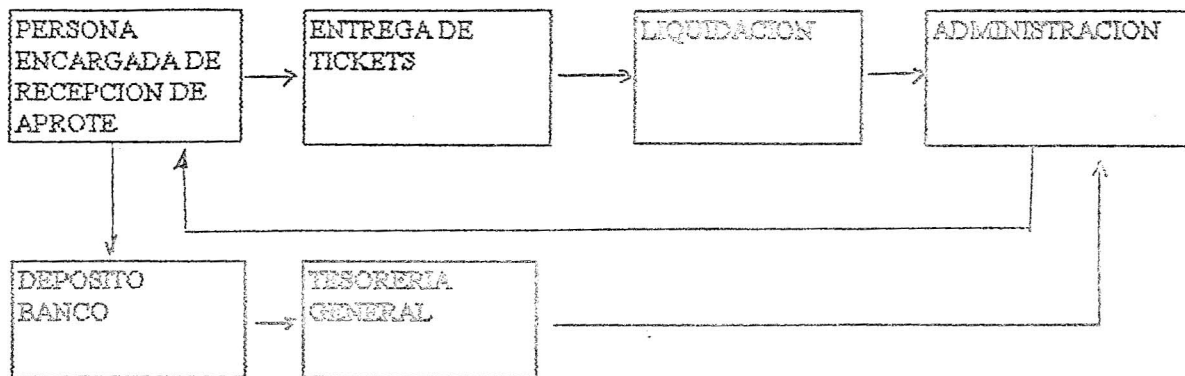 PERSONA
ENCARGADA DE
RECEPCION DE
APROTE
ENTREGA DE
TICKETS
LIQUIDACION
ADMINISTRACION
DEPOSITO
BANCO
TESORERIA
GENERAL